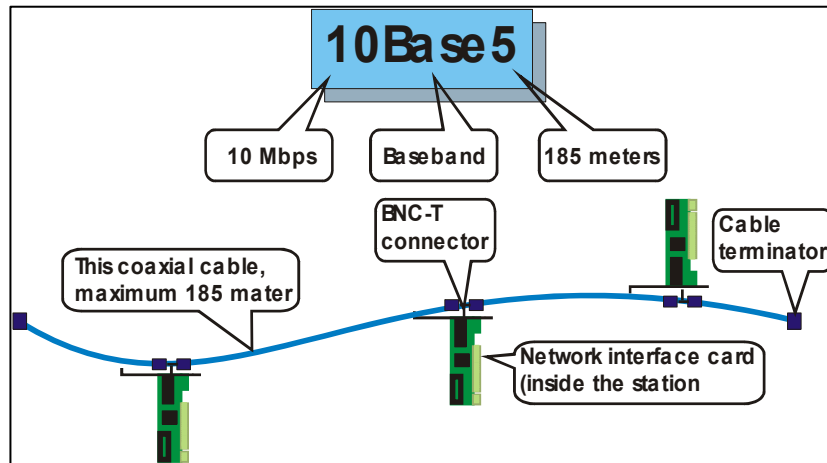 10Base5
10 Mbps
Baseband
185 meters
BNC-T
connector
Cable
terminator
This coaxial cable,
maximum 185 mater
Network interface card
(inside the station